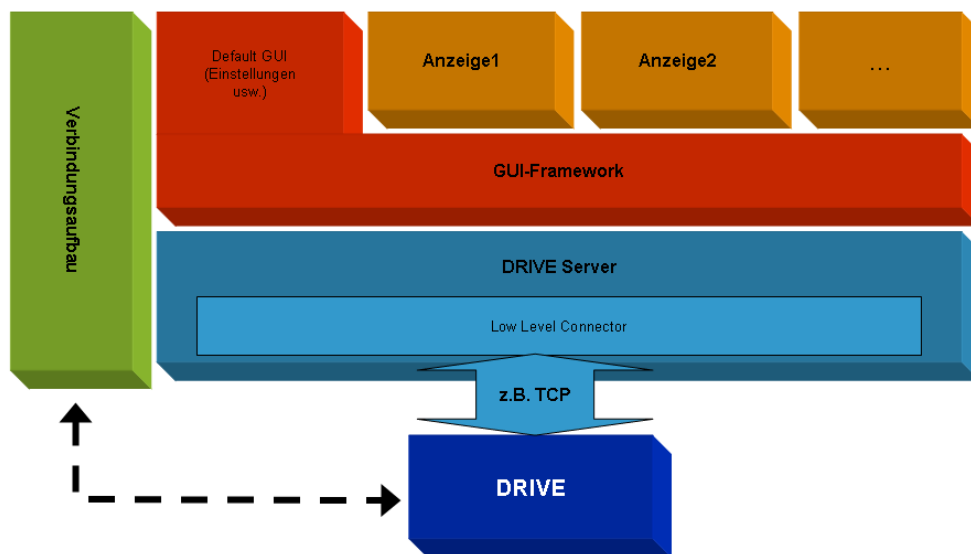 Verbindungsaufbau
Default GUI
(Einstellungen
usw.)
Anzeige1
Anzeige2
...
GUI-Framework
DRIVE Server
Low Level Connector
z.B. TCP
DRIVE